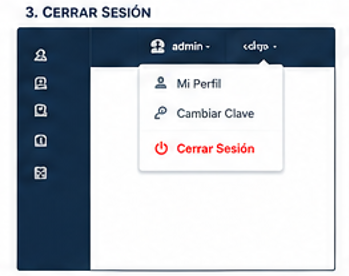 3. CERRAR SESIÓN
admin
Mi Perfil
Cambiar Clave
Cerrar Sesión